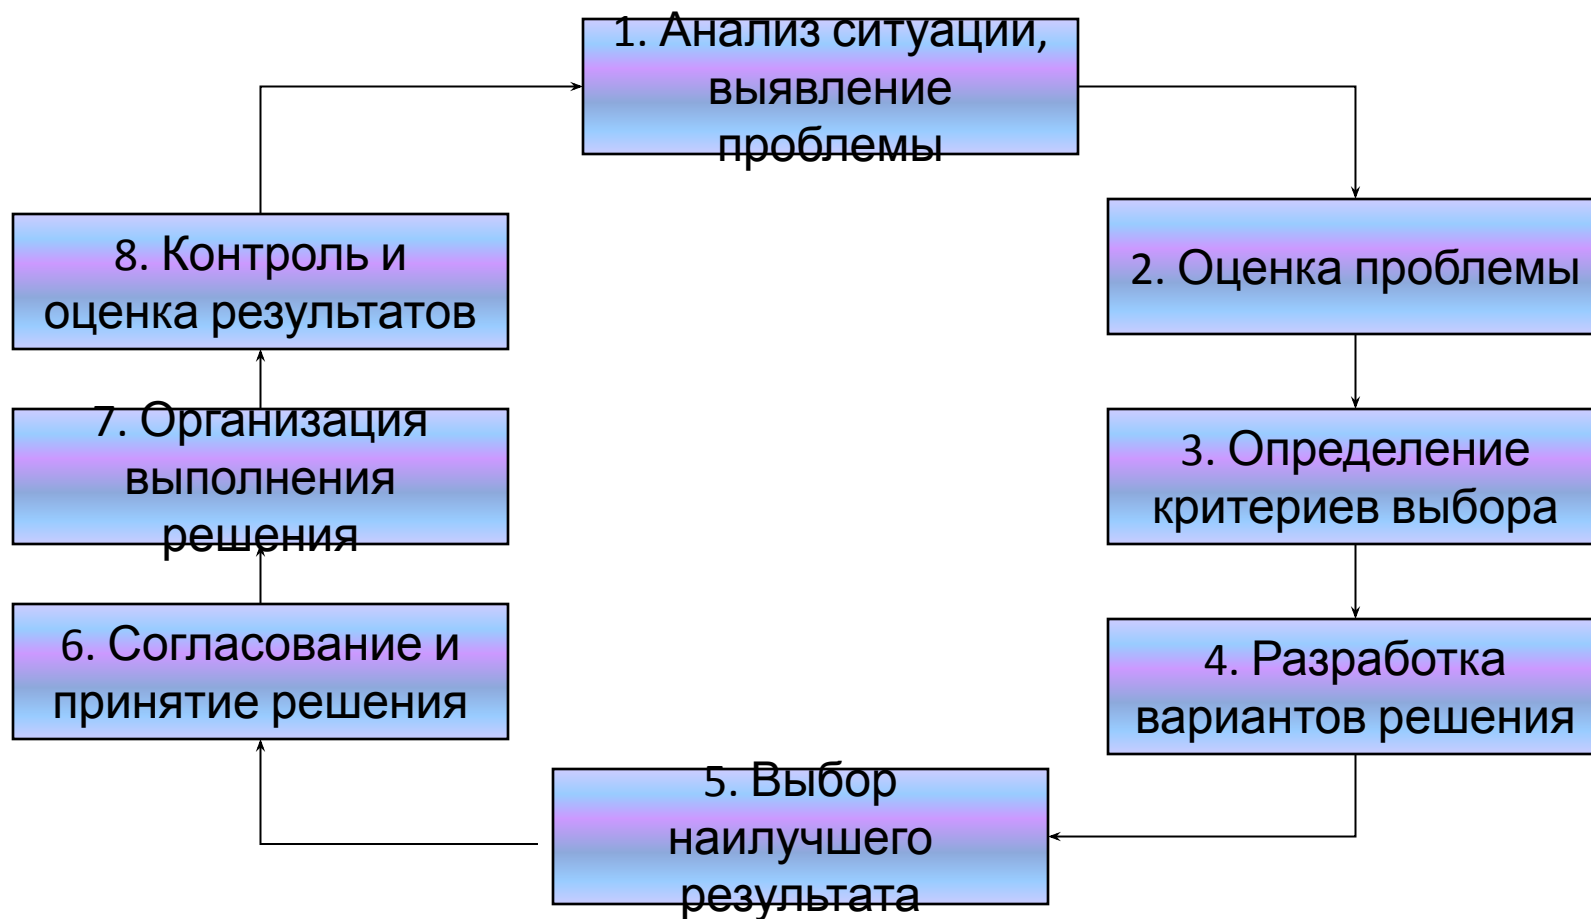 1. Анализ ситуации,
выявление
проблемы
2. Оценка проблемы
3. Определение
критериев выбора
4. Разработка
вариантов решения
5. Выбор
наилучшего
результата
6. Согласование и
принятие решения
7. Организация
выполнения
решения
8. Контроль и
оценка результатов